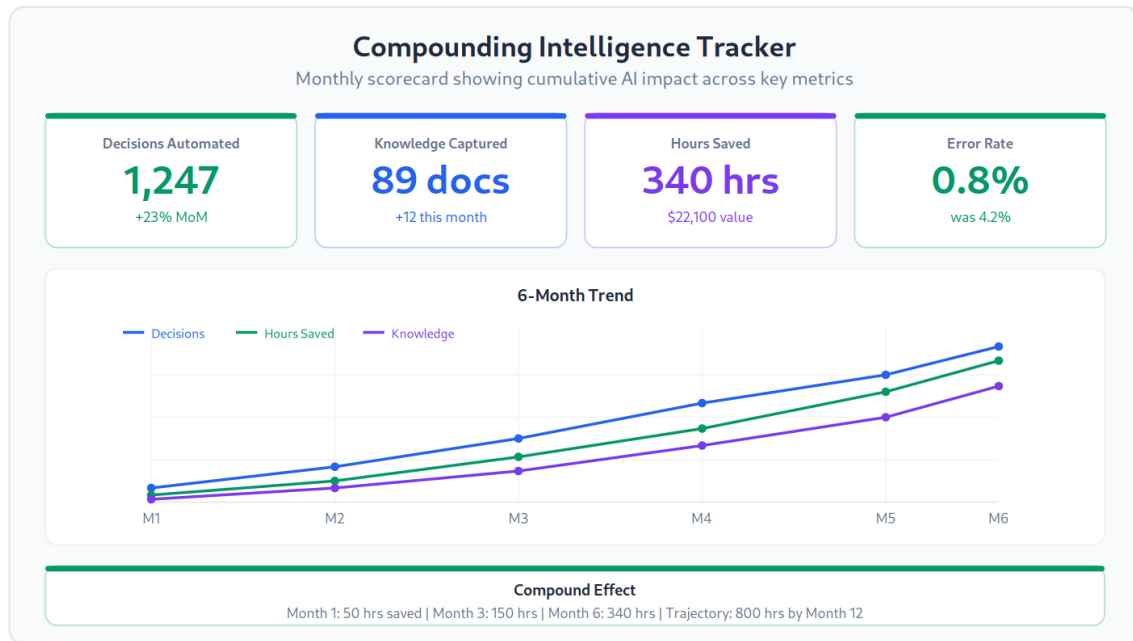 Compounding Intelligence Tracker
Monthly scorecard showing cumulative AI impact across key metrics
Decisions Automated
1,247
+23% MoM
Knowledge Captured
89 docs
+12 this month
Hours Saved
340 hrs
$22,100 value
Error Rate
0.8%
was 4.2%
6-Month Trend
Decisions
Hours Saved
Knowledge
M1
M2
M3
M4
M5
M6
Compound Effect
Month 1: 50 hrs saved | Month 3: 150 hrs | Month 6: 340 hrs | Trajectory: 800 hrs by Month 12